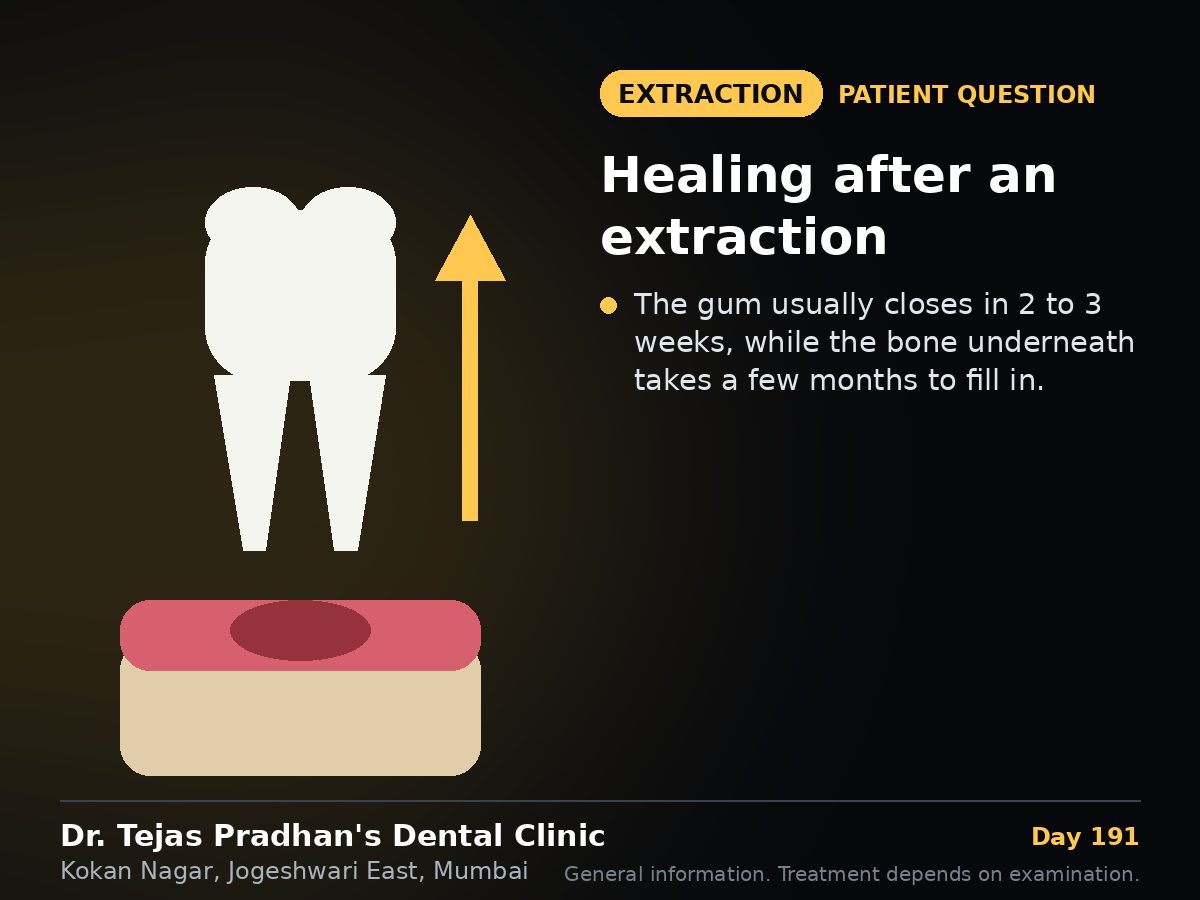 EXTRACTION PATIENT QUESTION
Healing after an
extraction
The gum usually closes in 2 to 3
weeks, while the bone underneath
takes a few months to fill in.
Dr. Tejas Pradhan's Dental Clinic
Day 191
Kokan Nagar, Jogeshwari East, Mumbai
General information. Treatment depends on examination.